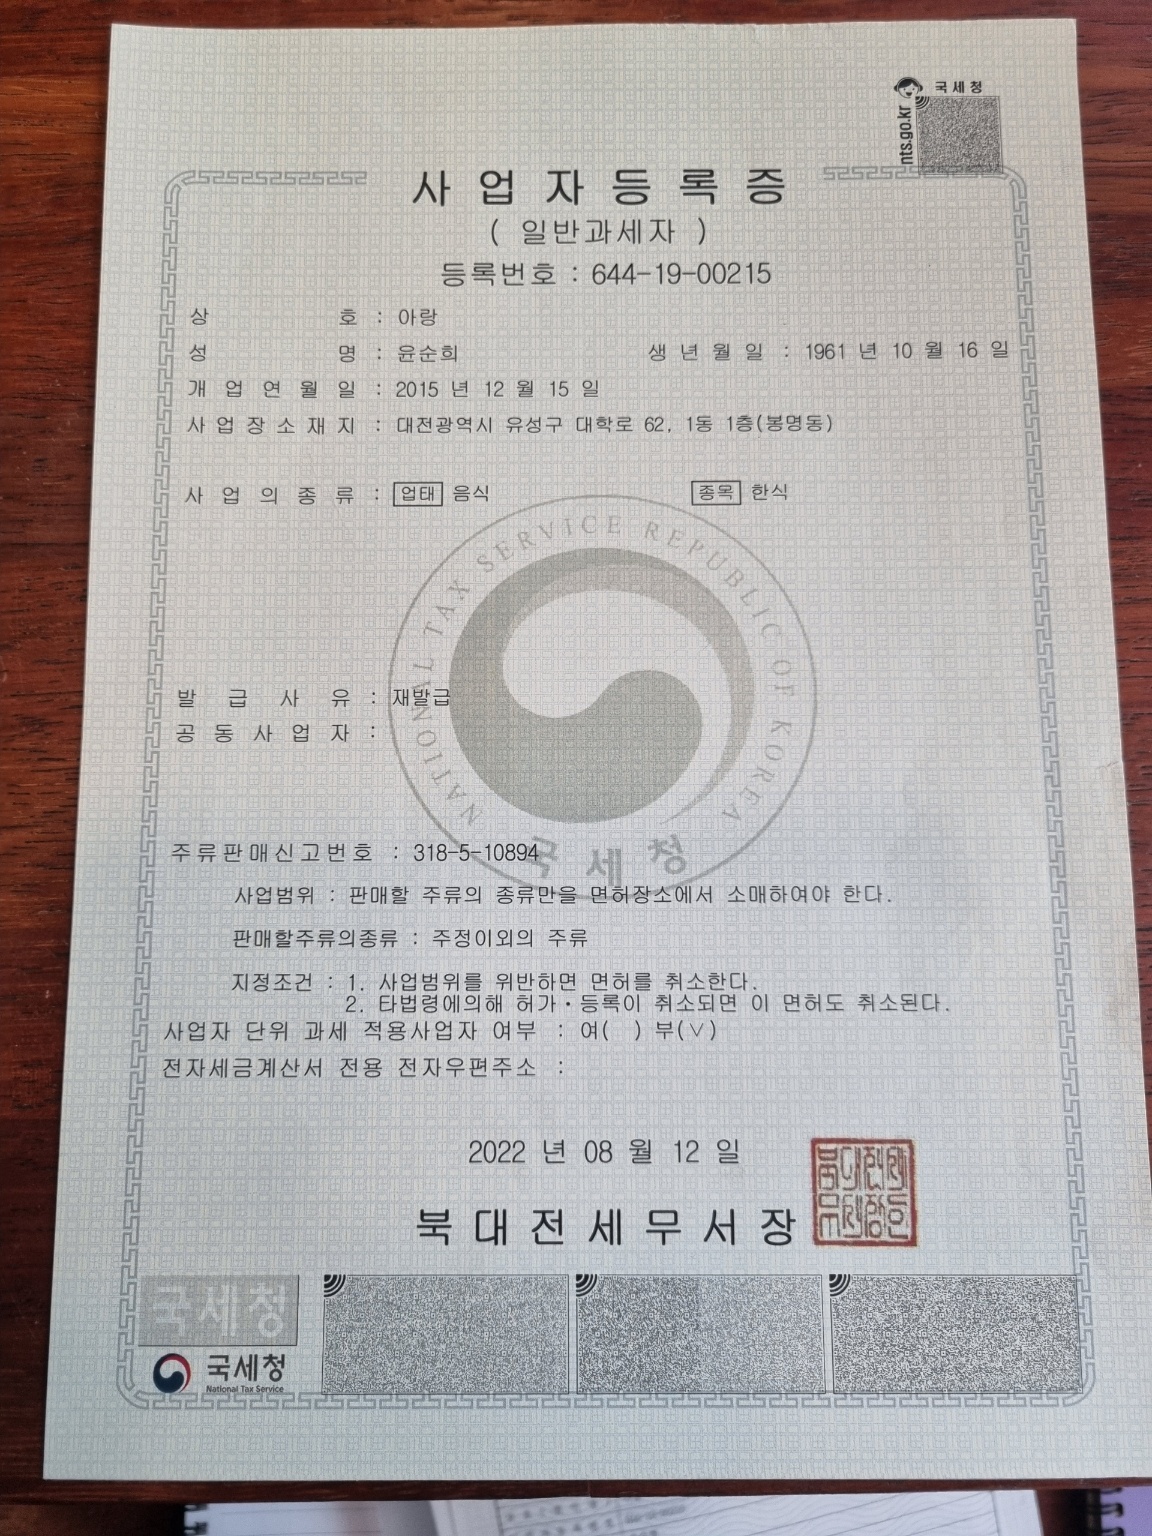 국세청
nts.go.kr
사업자등록증
( 일반과세자 )
등록번호 : 644-19-00215
상 호 : 아랑
성 명 : 윤순희 생 년 월 일 : 1961 년 10 월 16 일
개 업 연 월 일 : 2015 년 12 월 15 일
사 업 장 소 재 지 : 대전광역시 유성구 대학로 62, 1동 1층(봉명동)
사 업 의 종 류 : 업태 음식 종목 한식
NATIONAL TAX SERVICE REPUBLIC OF KOREA
발 급 사 유 : 재발급
공 동 사 업 자 :
국세청
주류판매신고번호 : 318-5-10894
사업범위 : 판매할 주류의 종류만을 면허장소에서 소매하여야 한다.
판매할주류의종류 : 주정이외의 주류
지정조건 : 1. 사업범위를 위반하면 면허를 취소한다.
2. 타법령에의해 허가·등록이 취소되면 이 면허도 취소된다.
사업자 단위 과세 적용사업자 여부 : 여( ) 부(∨)
전자세금계산서 전용 전자우편주소 :
2022 년 08 월 12 일
북대전세무서장
국세청
국세청
National Tax Service